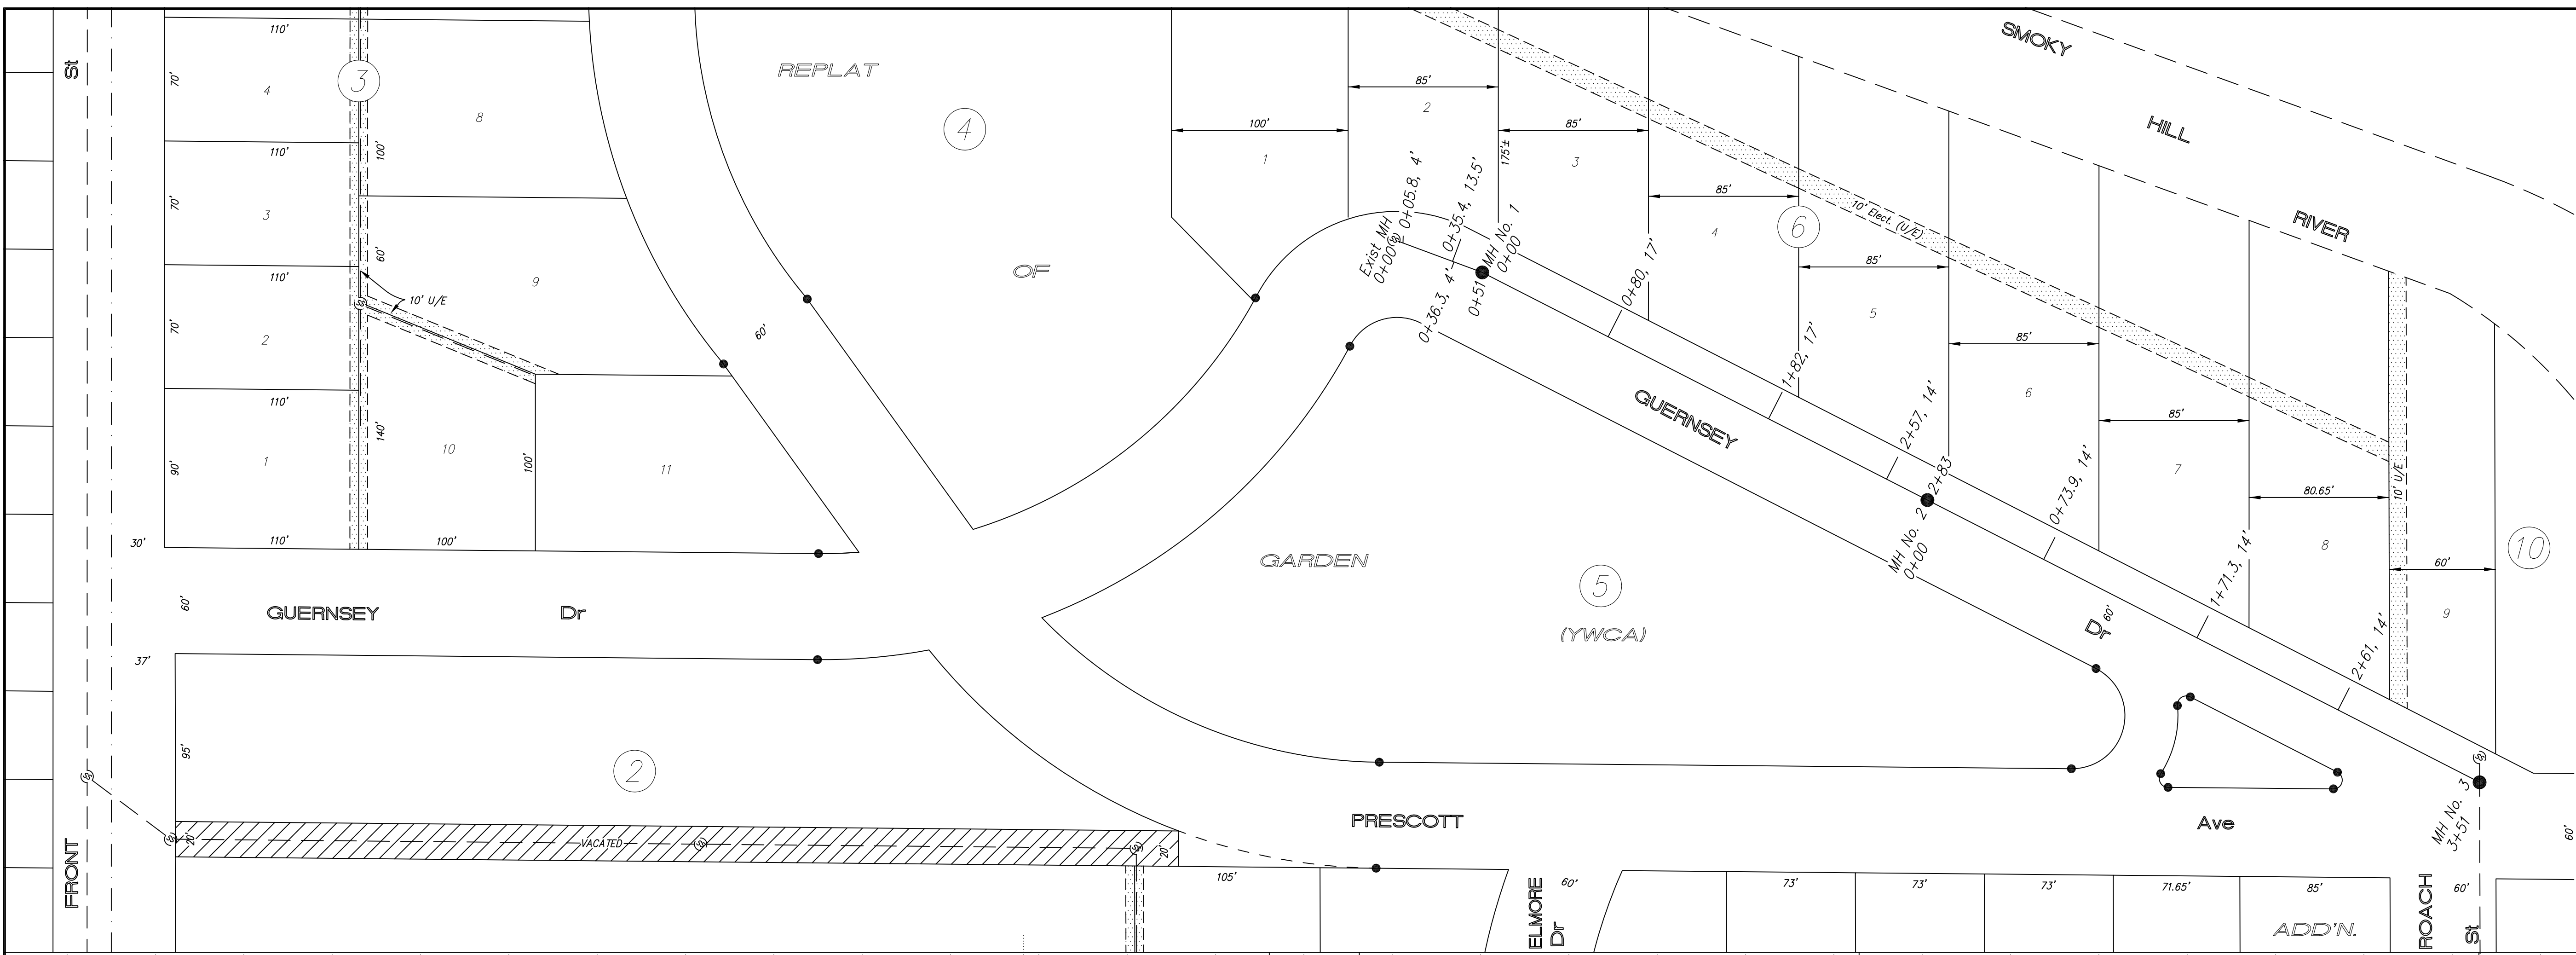 St
FRONT
110'
70'
4
110'
3
8
100'
70'
3
110'
60'
9
10' U/E
70'
2
110'
140'
90'
1
10
100'
11
30'
110'
100'
60'
60'
GUERNSEY Dr
37'
95'
2
20'
VACATED
20'
REPLAT
OF
GARDEN
ADD'N.
4
100'
1
85'
2
175'±
85'
3
85'
4
6
10' Elect.
(U/E)
85'
5
85'
6
85'
7
80.65'
8
10' U/E
60'
9
10
SMOKY
HILL
RIVER
Exist MH
0+00
0+05.8, 4'
0+35.4, 13.5'
0+36.3, 4'
0+51
MH No. 1
0+00
0+80, 17'
1+82, 17'
2+57, 14'
2+83
MH No. 2
0+00
0+73.9, 14'
1+71.3, 14'
2+61, 14'
MH No. 3
3+51
GUERNSEY
Dr
60'
5
(YWCA)
PRESCOTT Ave
60'
105'
ELMORE
Dr
60'
73'
73'
73'
71.65'
85'
ROACH
St
60'